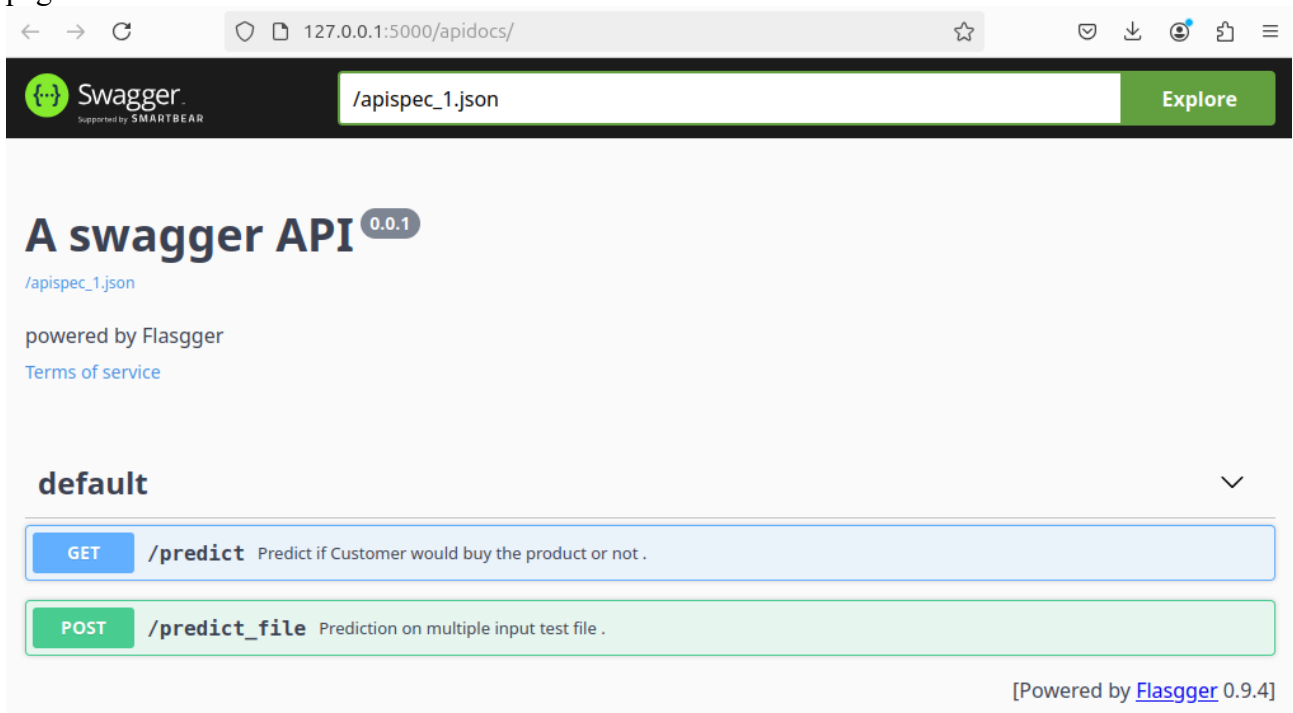 127.0.0.1:5000/apidocs/
{···} Swagger.
Supported by SMARTBEAR
/apispec_1.json
Explore
A swagger API 0.0.1
/apispec_1.json
powered by Flasgger
Terms of service
default
GET /predict Predict if Customer would buy the product or not .
POST /predict_file Prediction on multiple input test file .
[Powered by Flasgger 0.9.4]